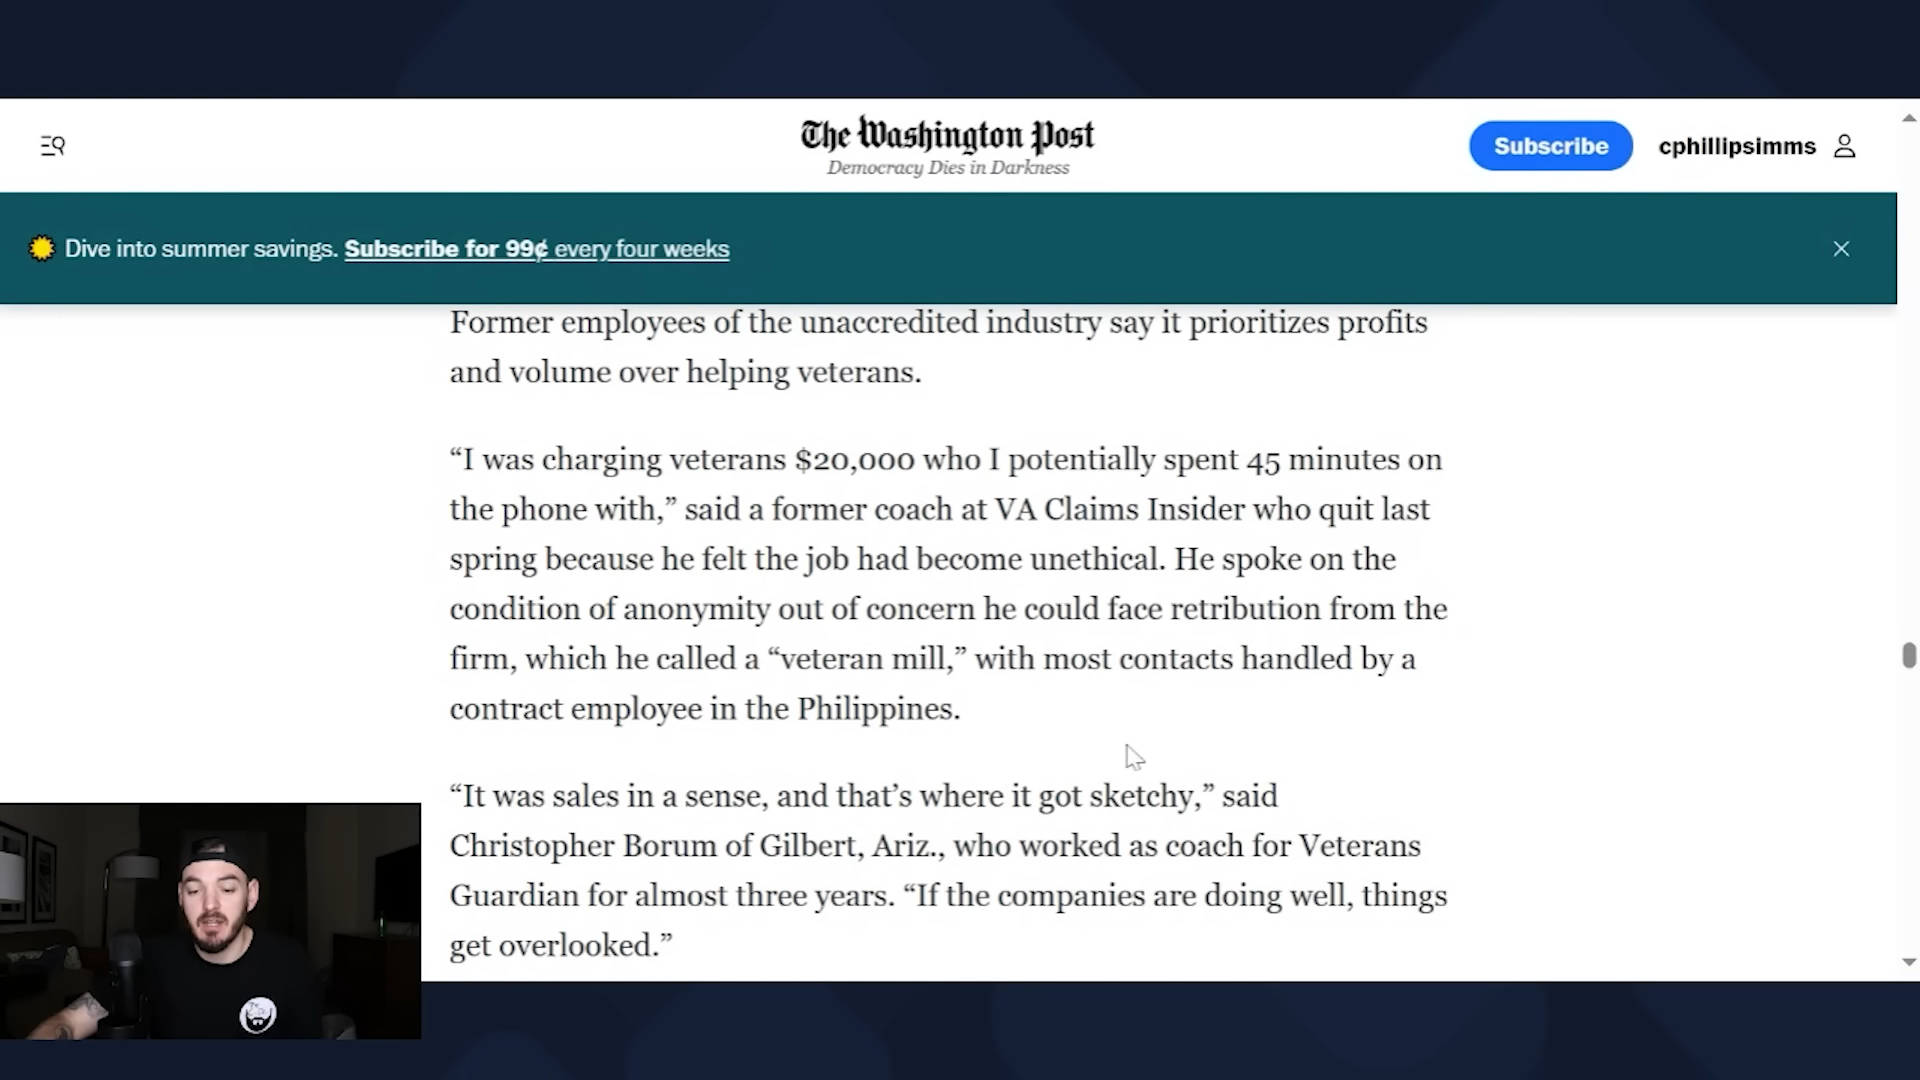 The Washington Post
Democracy Dies in Darkness
Subscribe
cphillipsimms
Dive into summer savings. Subscribe for 99¢ every four weeks
Former employees of the unaccredited industry say it prioritizes profits
and volume over helping veterans.
“I was charging veterans $20,000 who I potentially spent 45 minutes on
the phone with,” said a former coach at VA Claims Insider who quit last
spring because he felt the job had become unethical. He spoke on the
condition of anonymity out of concern he could face retribution from the
firm, which he called a “veteran mill,” with most contacts handled by a
contract employee in the Philippines.
“It was sales in a sense, and that’s where it got sketchy,” said
Christopher Borum of Gilbert, Ariz., who worked as coach for Veterans
Guardian for almost three years. “If the companies are doing well, things
get overlooked.”